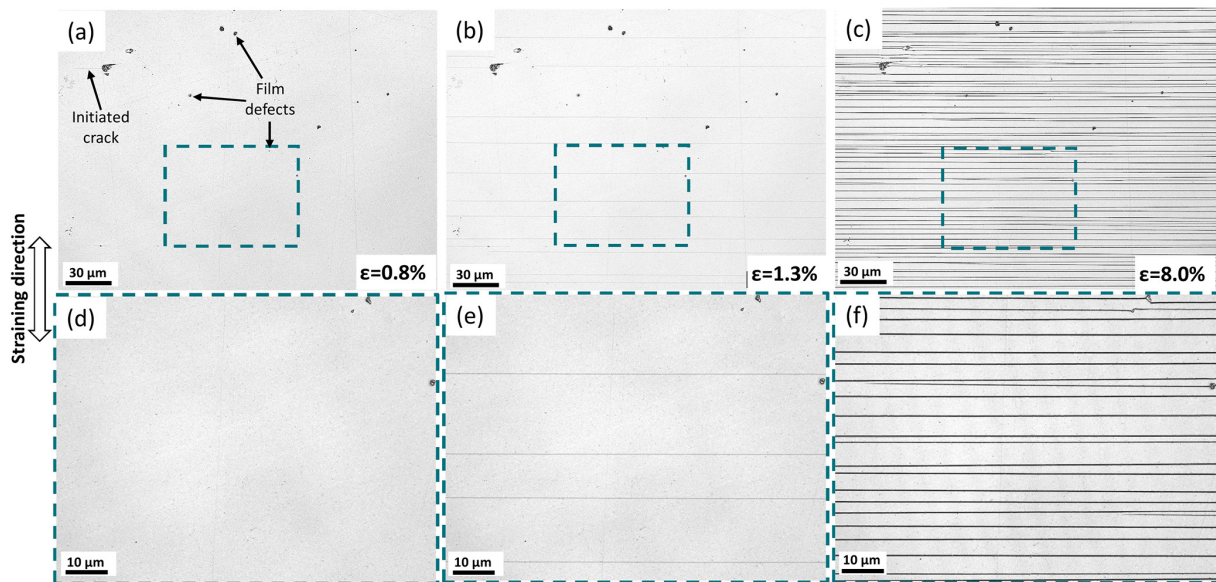 (a)
Initiated
crack
Film
defects
30 µm
ε=0.8%
(b)
30 µm
ε=1.3%
(c)
30 µm
ε=8.0%
Straining direction
(d)
10 µm
(e)
10 µm
(f)
10 µm